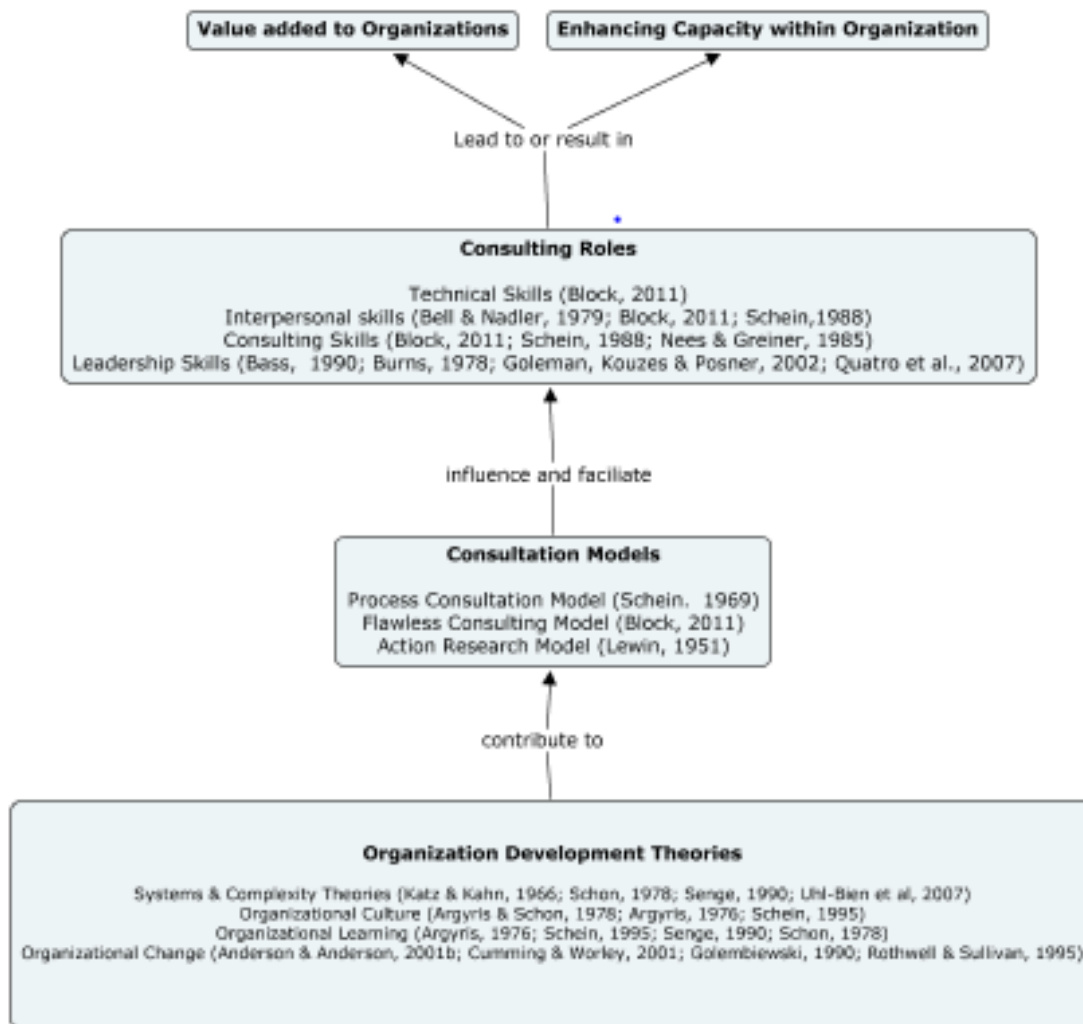 Value added to Organizations
Enhancing Capacity within Organization
Lead to or result in
Consulting Roles
Technical Skills (Block, 2011)
Interpersonal skills (Bell & Nadler, 1979; Block, 2011; Schein,1988)
Consulting Skills (Block, 2011; Schein, 1988; Nees & Greiner, 1985)
Leadership Skills (Bass, 1990; Burns, 1978; Goleman, Kouzes & Posner, 2002; Quatro et al., 2007)
influence and faciliate
Consultation Models
Process Consultation Model (Schein. 1969)
Flawless Consulting Model (Block, 2011)
Action Research Model (Lewin, 1951)
contribute to
Organization Development Theories
Systems & Complexity Theories (Katz & Kahn, 1966; Schon, 1978; Senge, 1990; Uhl-Bien et al, 2007)
Organizational Culture (Argyris & Schon, 1978; Argyris, 1976; Schein, 1995)
Organizational Learning (Argyris, 1976; Schein, 1995; Senge, 1990; Schon, 1978)
Organizational Change (Anderson & Anderson, 2001b; Cumming & Worley, 2001; Golembiewski, 1990; Rothwell & Sullivan, 1995)